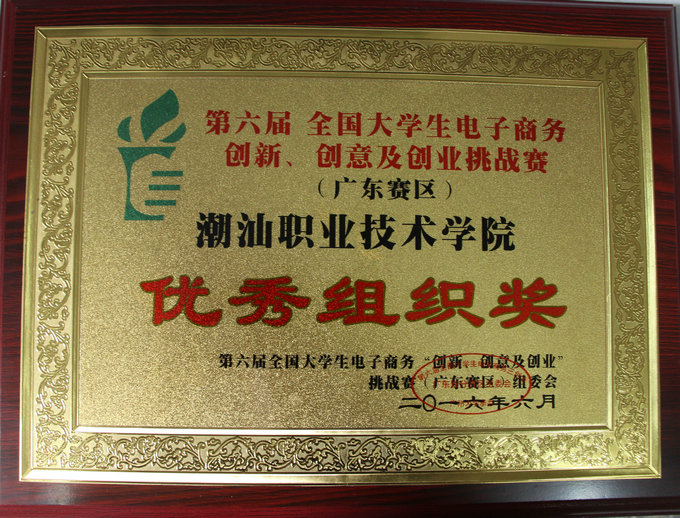 第六届 全国大学生电子商务
创新、创意及创业挑战赛
（广东赛区）
潮汕职业技术学院
优秀组织奖
第六届全国大学生电子商务“创新 创意及创业”
挑战赛（广东赛区）组委会
二〇一六年六月